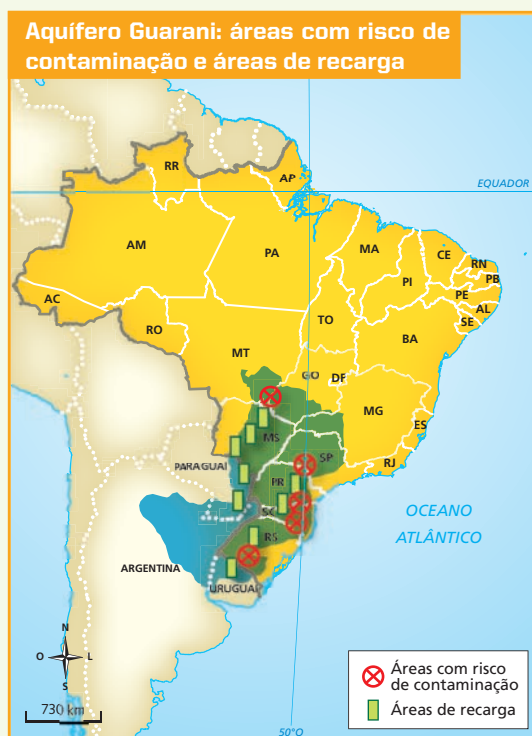 Aquífero Guarani: áreas com risco de
contaminação e áreas de recarga
RR
AP
EQUADOR
AM
PA
MA
CE
RN
PB
PI
PE
AL
SE
AC
RO
TO
BA
MT
GO
DF
MG
ES
MS
SP
RJ
PARAGUAI
PR
SC
OCEANO
ATLÂNTICO
RS
ARGENTINA
URUGUAI
N
O
L
S
730 km
50°O
Áreas com risco
de contaminação
Áreas de recarga